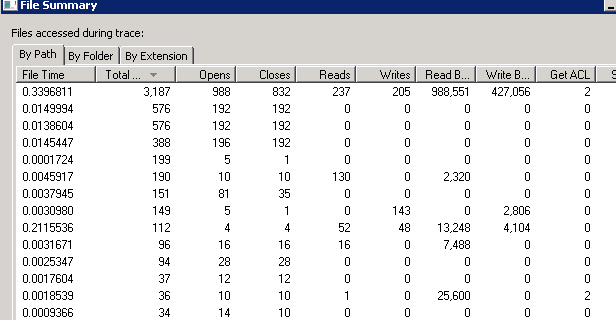 File Summary
Files accessed during trace:
By Path By Folder By Extension
File Time Total ... Opens Closes Reads Writes Read B... Write B... Get ACL S
0.3396811 3,187 988 832 237 205 988,551 427,056 2
0.0149994 576 192 192 0 0 0 0 0
0.0138604 576 192 192 0 0 0 0 0
0.0145447 388 196 192 0 0 0 0 0
0.0001724 199 5 1 0 0 0 0 0
0.0045917 190 10 10 130 0 2,320 0 0
0.0037945 151 81 35 0 0 0 0 0
0.0030980 149 5 1 0 143 0 2,806 0
0.2115536 112 4 4 52 48 13,248 4,104 0
0.0031671 96 16 16 16 0 7,488 0 0
0.0025347 94 28 28 0 0 0 0 0
0.0017604 37 12 12 0 0 0 0 0
0.0018539 36 10 10 1 0 25,600 0 2
0.0009366 34 14 10 0 0 0 0 0